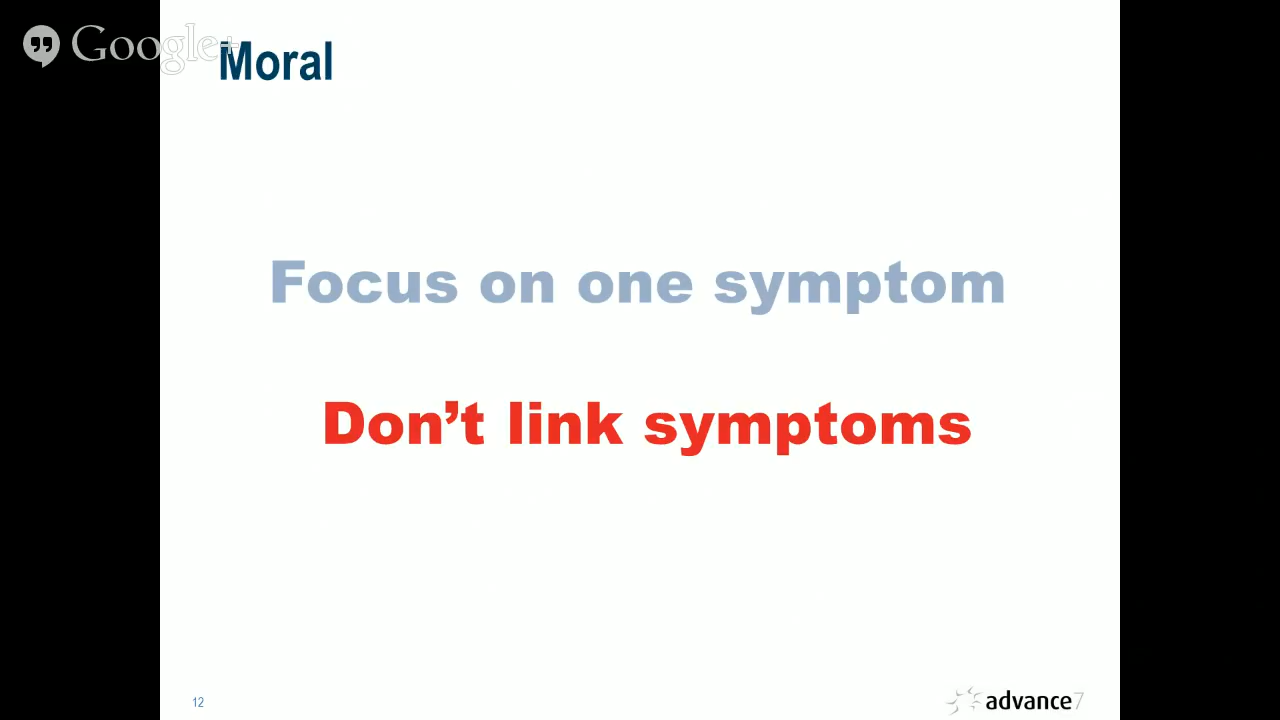 Google+
Moral
Focus on one symptom
Don’t link symptoms
12
advance7